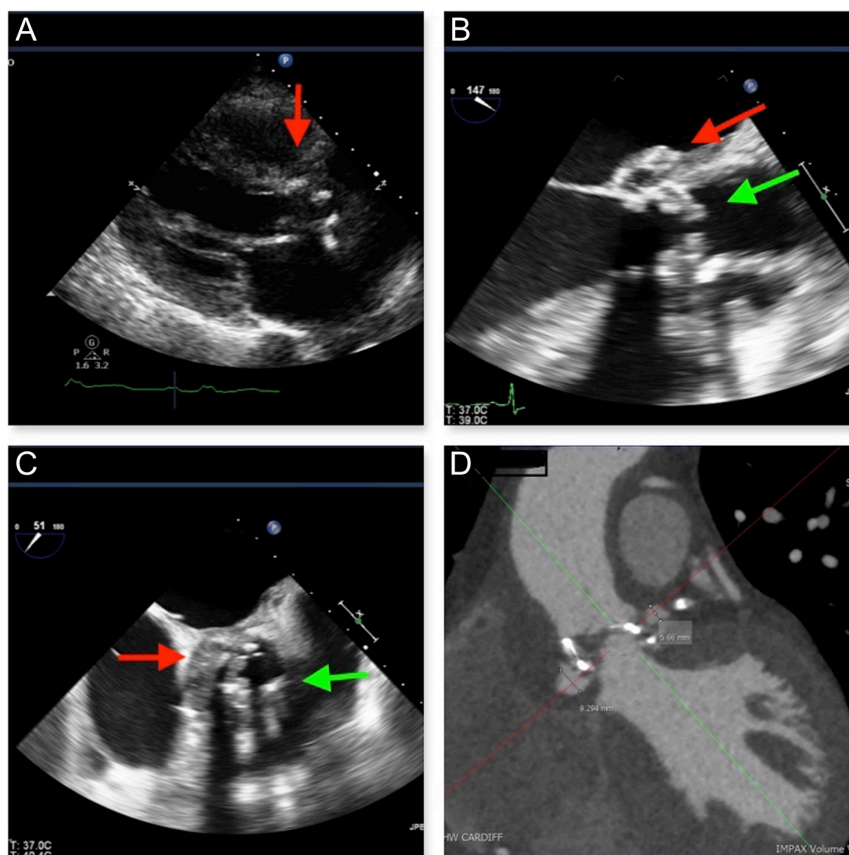 A
P
G
P R
1.6 3.2
B
P
0 147 180
T: 37.0C
T: 39.0C
C
P
0 51 180
T: 37.0C
D
5.66 mm
9.294 mm
HW CARDIFF
IMPAX Volume